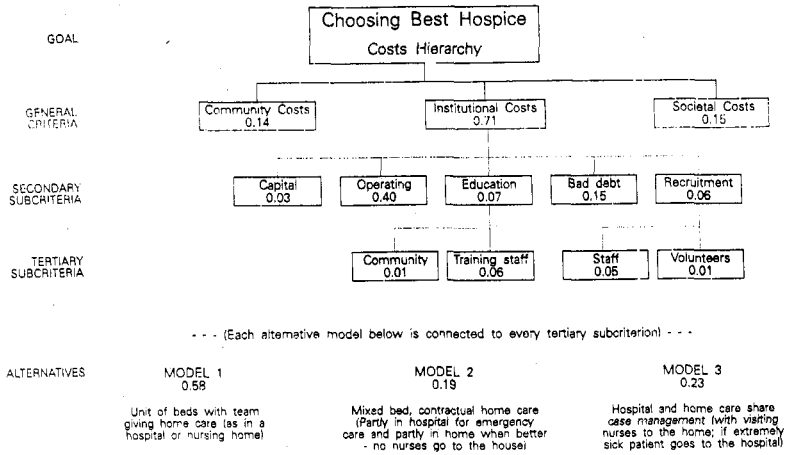 Choosing Best Hospice
GOAL
Costs Hierarchy
GENERAL
CRITERIA
Community Costs
0.14
Institutional Costs
0.71
Societal Costs
0.15
SECONDARY
SUBCRITERIA
Capital
0.03
Operating
0.40
Education
0.07
Bad debt
0.15
Recruitment
0.06
TERTIARY
SUBCRITERIA
Community
0.01
Training staff
0.06
Staff
0.05
Volunteers
0.01
- - - (Each alternative model below is connected to every tertiary subcriterion) - - -
ALTERNATIVES
MODEL 1
0.58
Unit of beds with team
giving home care (as in a
hospital or nursing home)
MODEL 2
0.19
Mixed bed, contractual home care
(Partly in hospital for emergency
care and partly in home when better
- no nurses go to the house)
MODEL 3
0.23
Hospital and home care share
case management (with visiting
nurses to the home; if extremely
sick patient goes to the hospital)